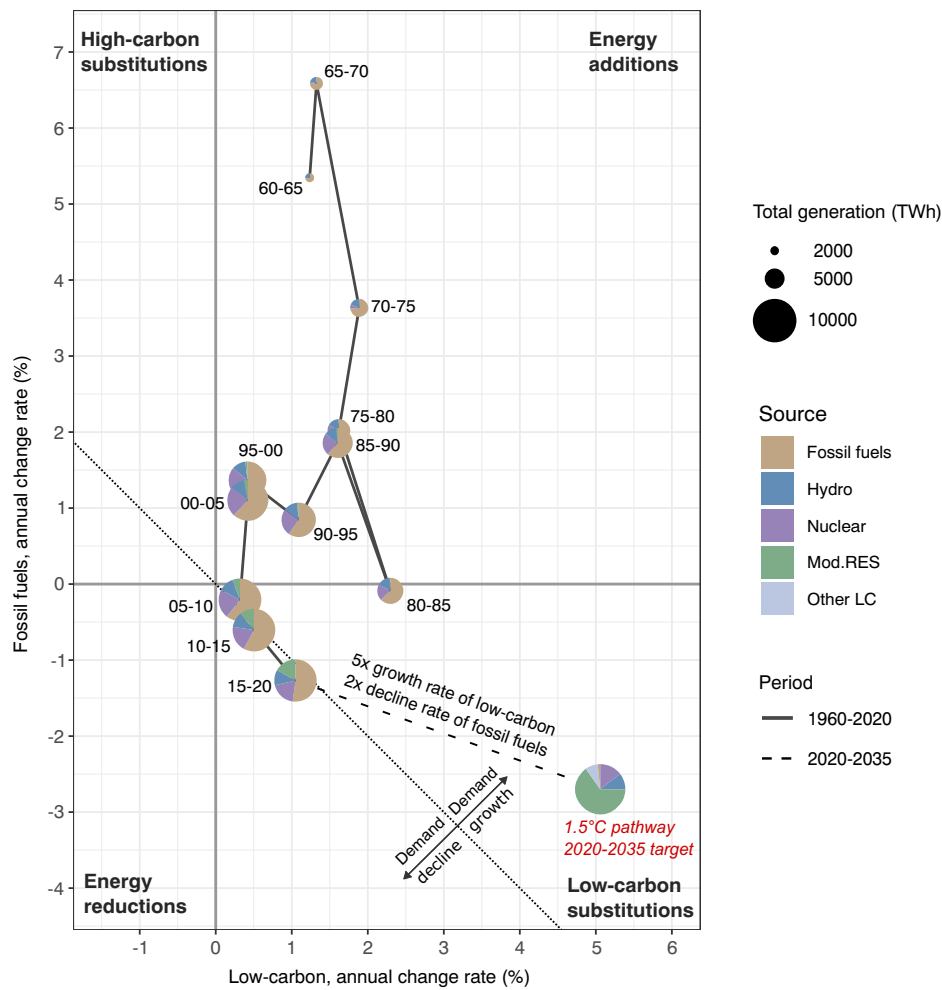 High-carbon
substitutions
Energy
additions
7
6
5
4
3
2
1
0
-1
-2
-3
-4
Fossil fuels, annual change rate (%)
65-70
60-65
70-75
75-80
85-90
95-00
00-05
90-95
05-10
80-85
10-15
15-20
5x growth rate of low-carbon
2x decline rate of fossil fuels
Demand growth
Demand decline
1.5°C pathway
2020-2035 target
Energy
reductions
Low-carbon
substitutions
-1
0
1
2
3
4
5
6
Low-carbon, annual change rate (%)
Total generation (TWh)
2000
5000
10000
Source
Fossil fuels
Hydro
Nuclear
Mod.RES
Other LC
Period
1960-2020
2020-2035